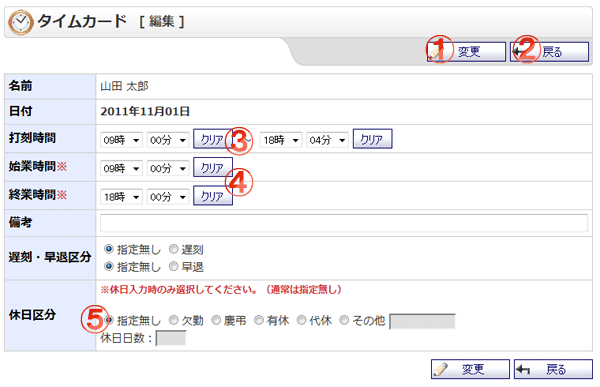 タイムカード [ 編集 ]
① 変更 ② 戻る
名前 山田 太郎
日付 2011年11月01日
打刻時間 09時 00分 クリア ③ ～ 18時 04分 クリア
始業時間※ 09時 00分 クリア
④
終業時間※ 18時 00分 クリア
備考
遅刻・早退区分 指定無し 遅刻
指定無し 早退
※休日入力時のみ選択してください。（通常は指定無し）
休日区分 ⑤ 指定無し 欠勤 慶弔 有休 代休 その他
休日日数：
変更 戻る